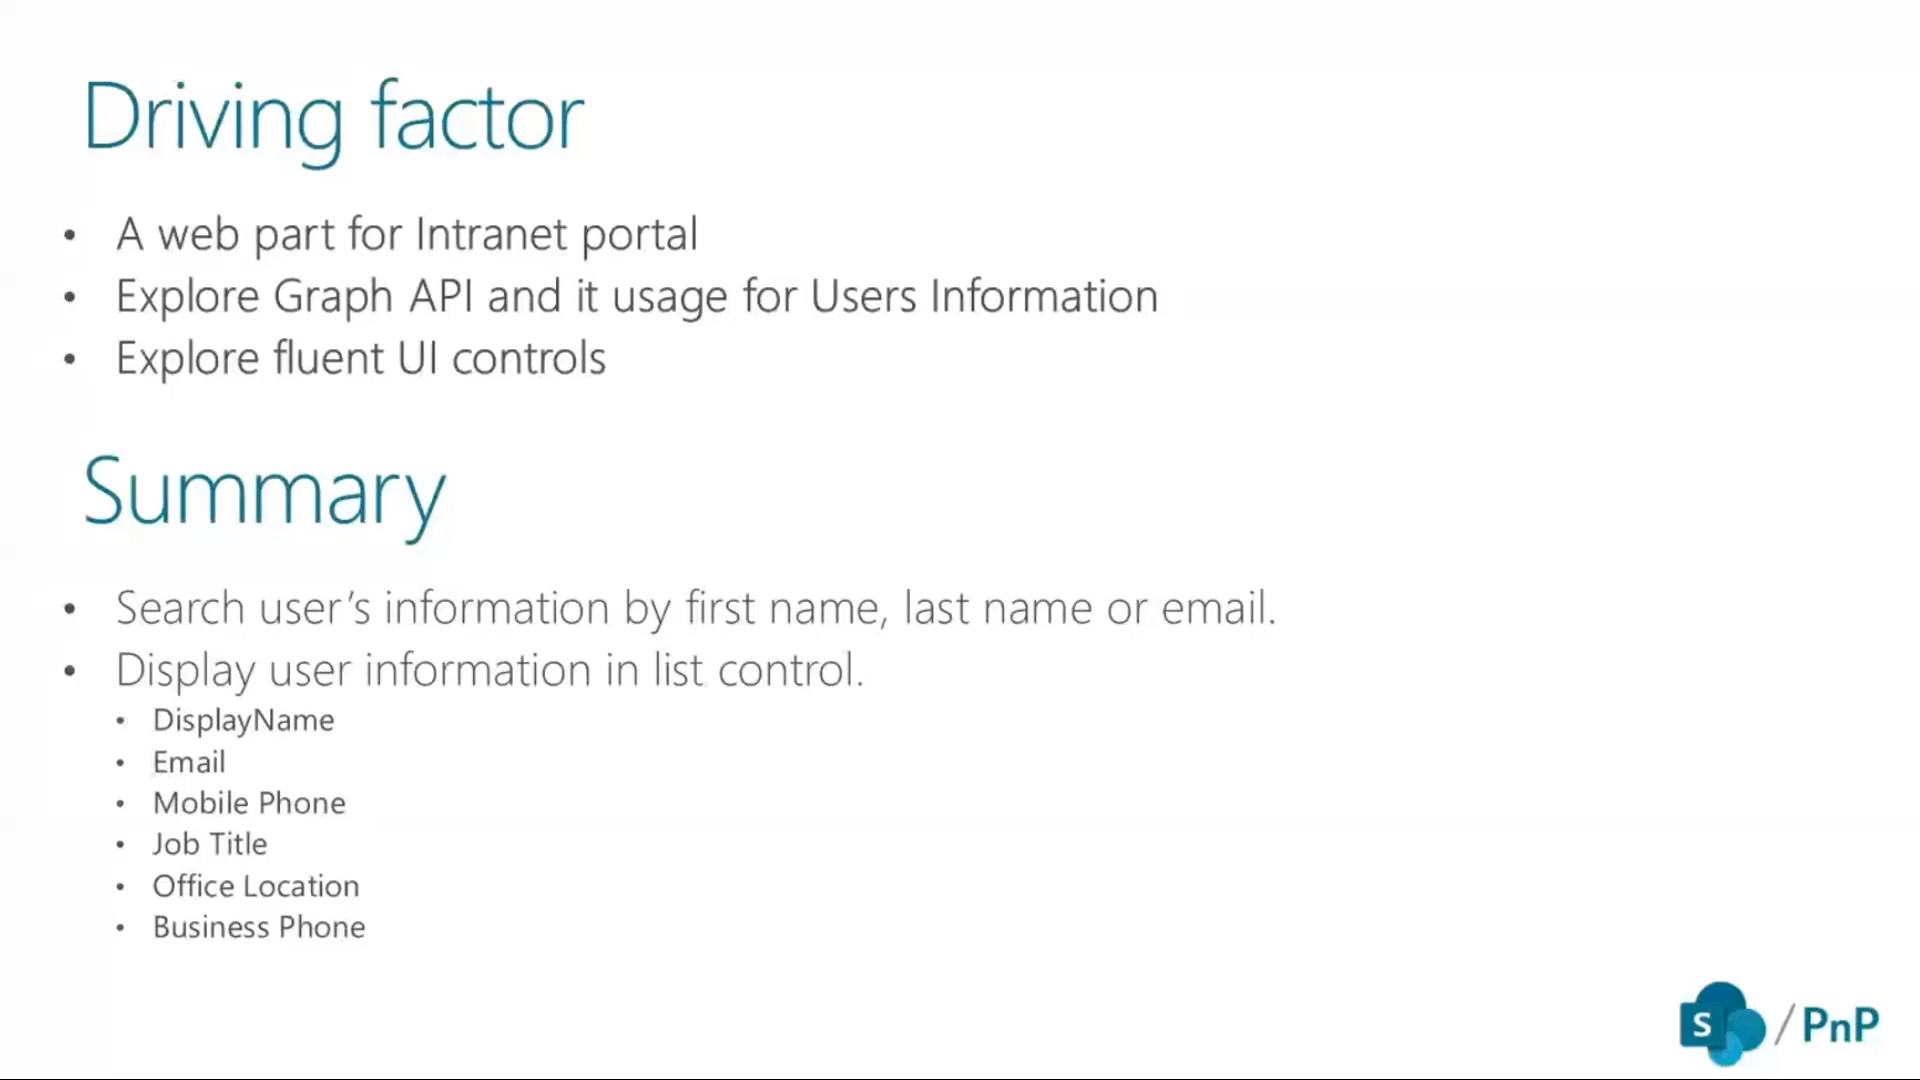 Driving factor
• A web part for Intranet portal
• Explore Graph API and it usage for Users Information
• Explore fluent UI controls
Summary
• Search user’s information by first name, last name or email.
• Display user information in list control.
• DisplayName
• Email
• Mobile Phone
• Job Title
• Office Location
• Business Phone
S / PnP